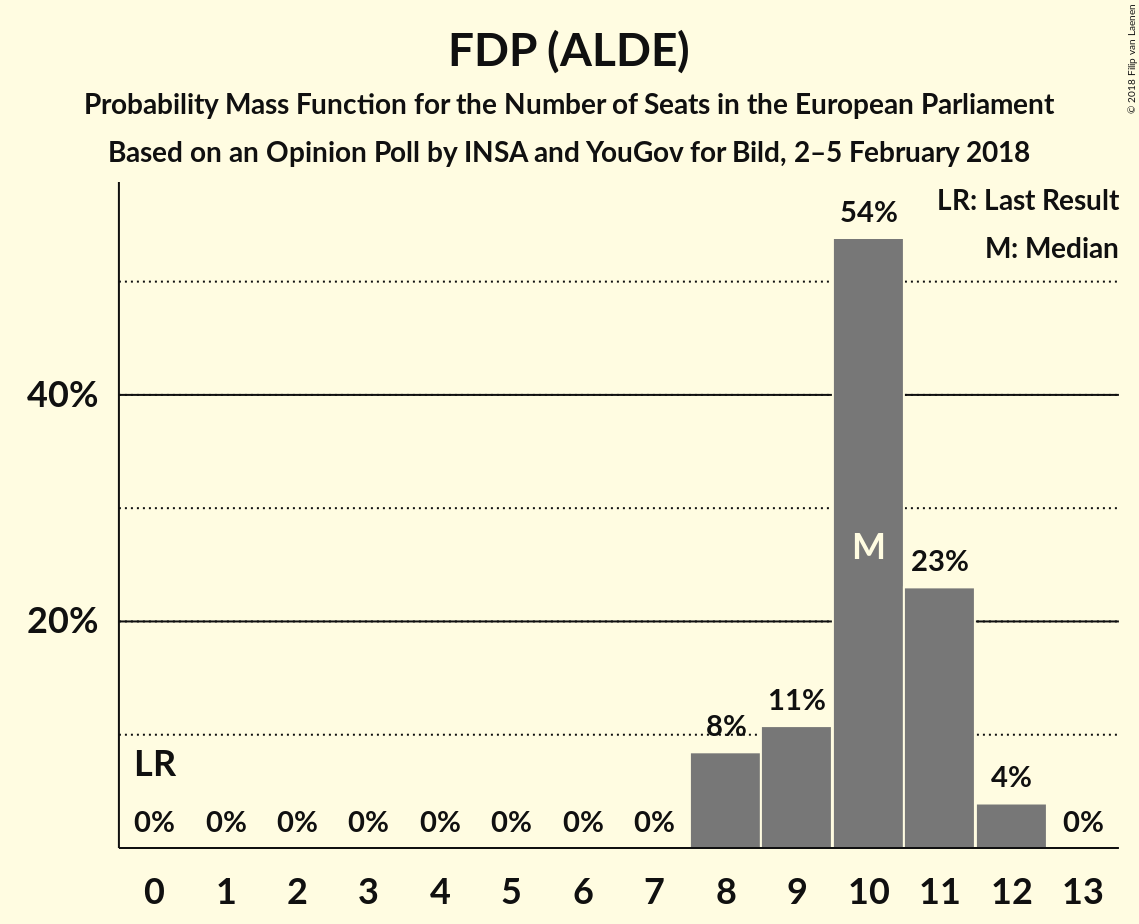 FDP (ALDE)
Probability Mass Function for the Number of Seats in the European Parliament
Based on an Opinion Poll by INSA and YouGov for Bild, 2–5 February 2018
© 2018 Filip van Laenen
LR: Last Result
M: Median
54%
40%
M
23%
20%
11%
8%
LR
4%
0% 0% 0% 0% 0% 0% 0% 0% 0%
0 1 2 3 4 5 6 7 8 9 10 11 12 13